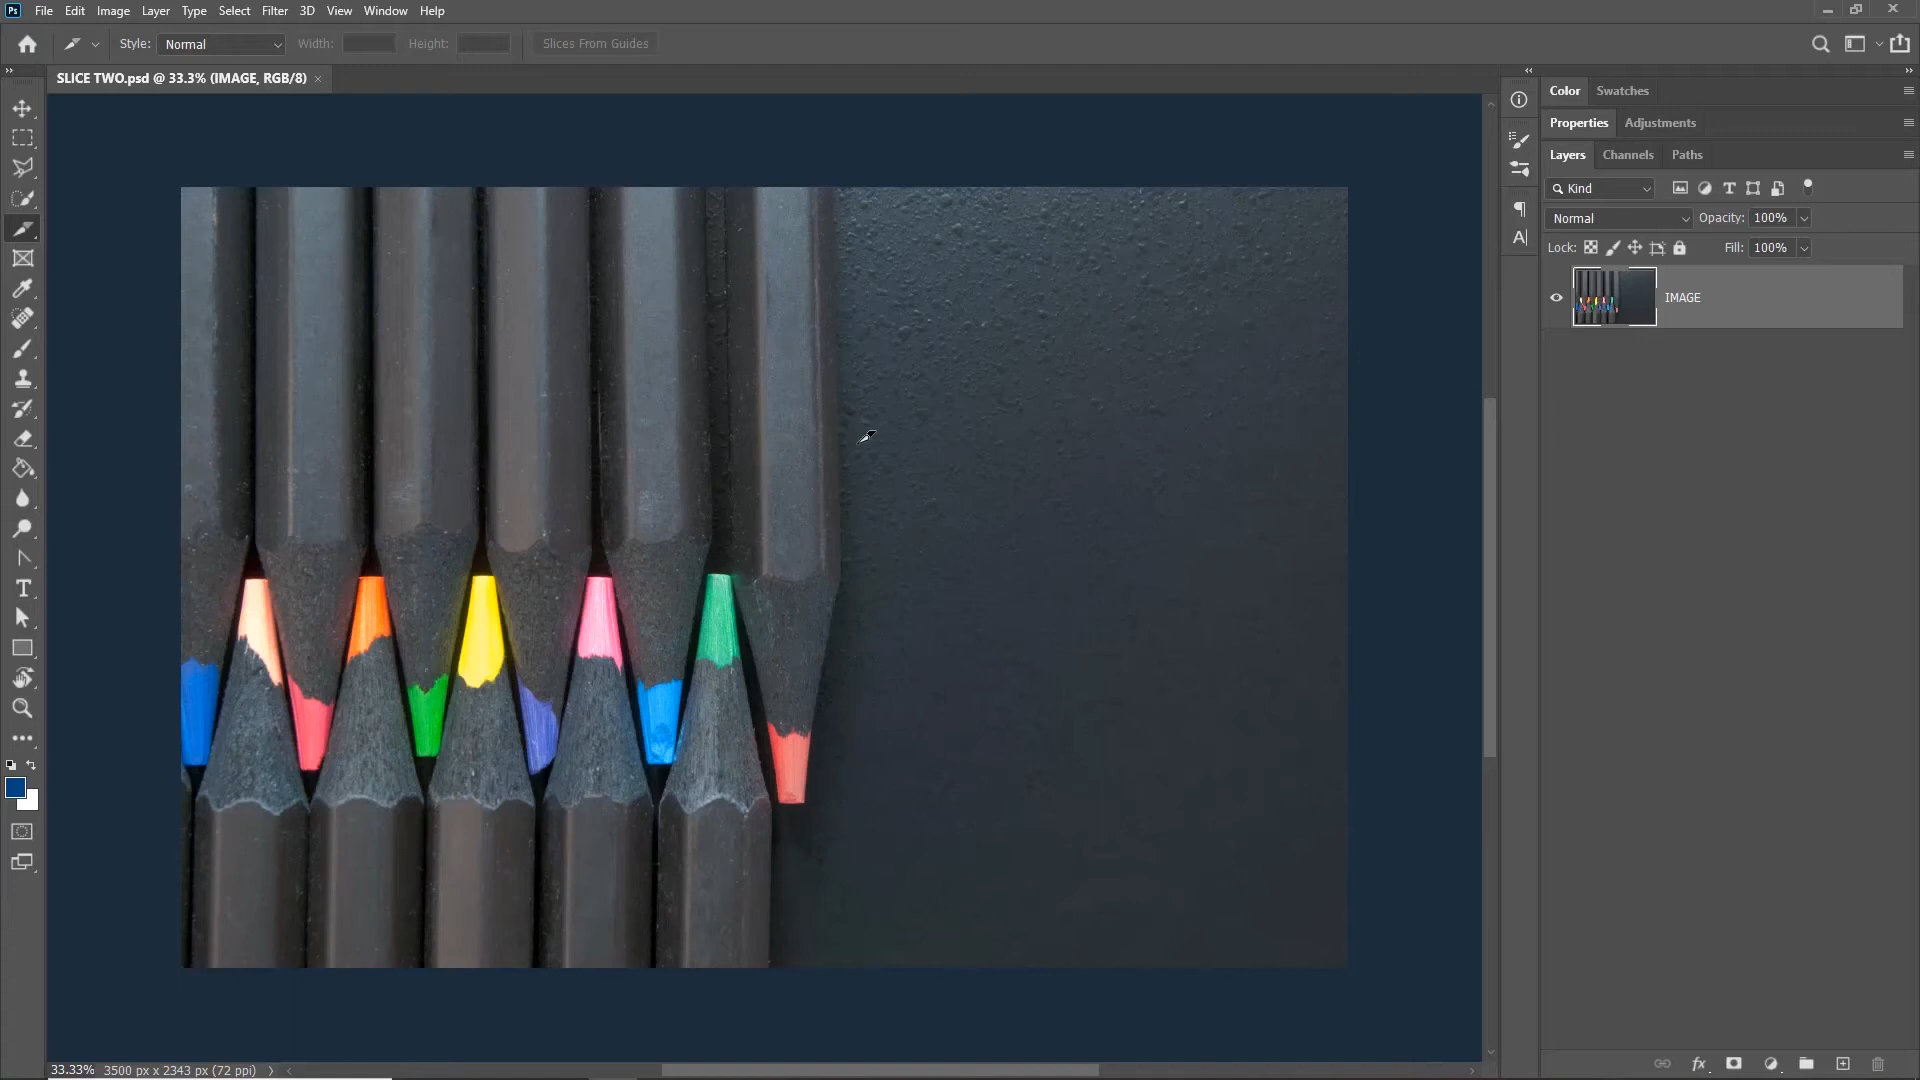 Ps File Edit Image Layer Type Select Filter 3D View Window Help
Style: Normal Width: Height: Slices From Guides
SLICE TWO.psd @ 33.3% (IMAGE, RGB/8) ×
Color Swatches
Properties Adjustments
Layers Channels Paths
Kind
Normal Opacity: 100%
Lock: Fill: 100%
IMAGE
33.33% 3500 px x 2343 px (72 ppi)